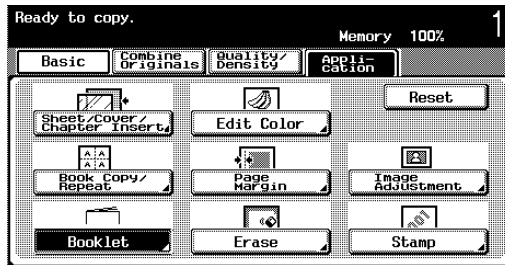 Ready to copy.
Memory 100% 1
Basic
Combine
Originals
Quality/
Density
Appli-
cation
Reset
Sheet/Cover/
Chapter Insert
Edit Color
Book Copy/
Repeat
Page
Margin
Image
Adjustment
Booklet
Erase
Stamp